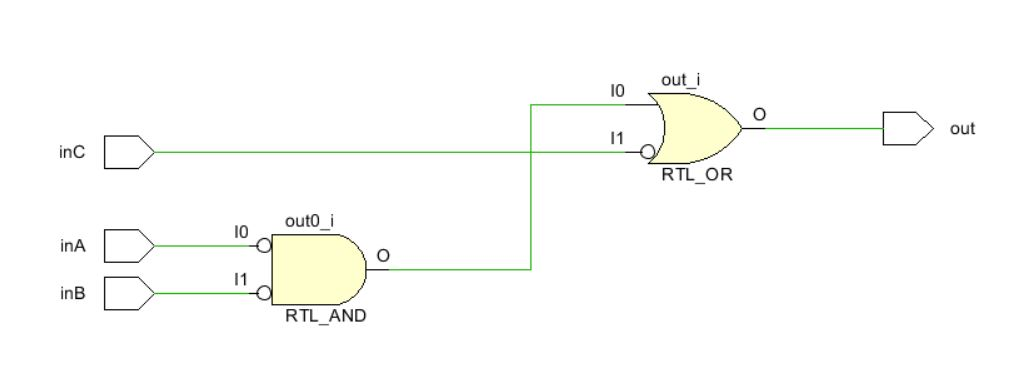 out_i
I0
O
out
inC
I1
RTL_OR
out0_i
inA
I0
O
inB
I1
RTL_AND